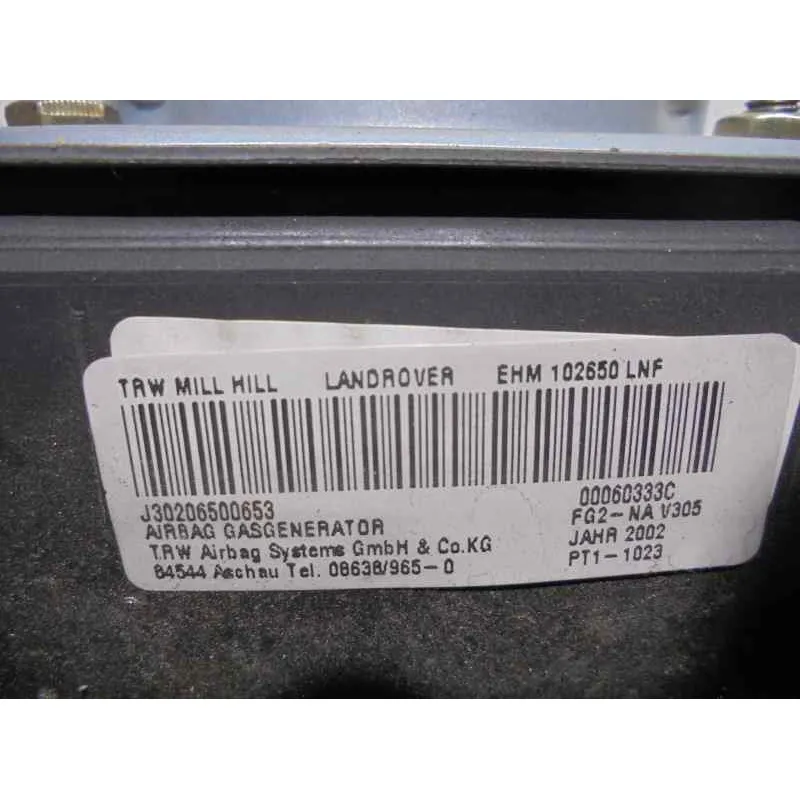 TRW MILL HILL LANDROVER EHM 102650 LNF
J30206500653 00060333C
AIRBAG GASGENERATOR FG2-NA V305
TRW Airbag Systems GmbH & Co.KG JAHR 2002
84544 Aschau Tel. 08638/965-0 PT1-1023